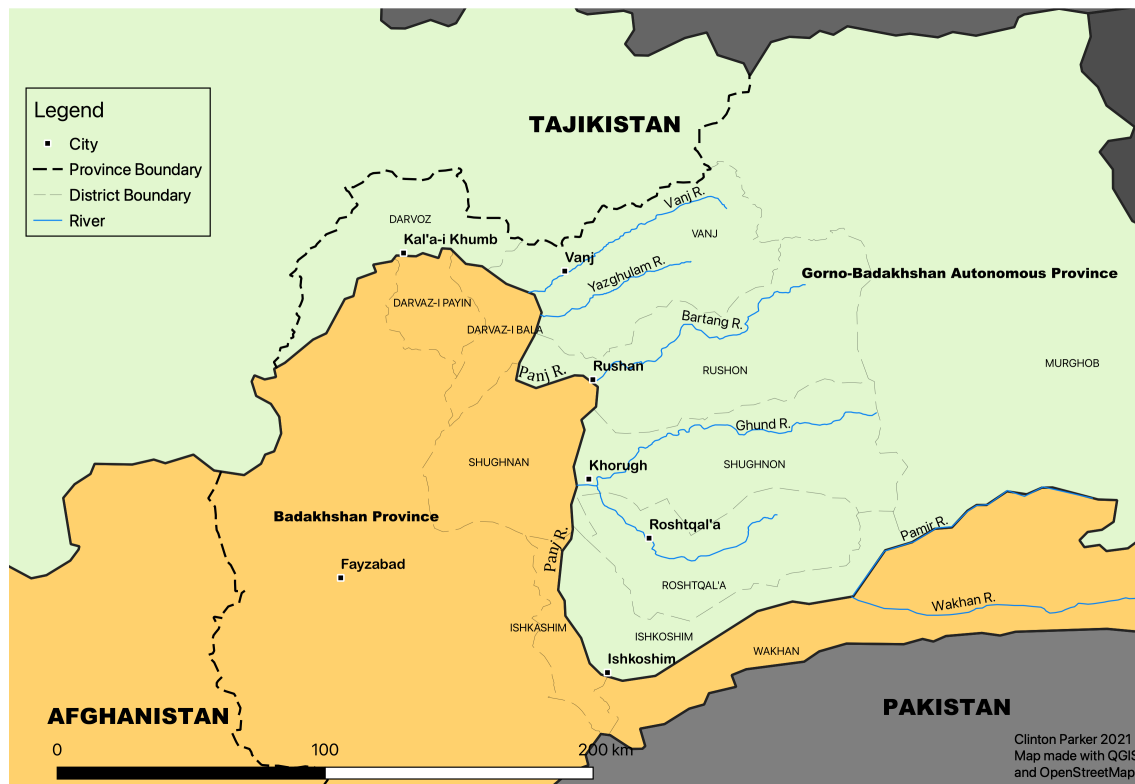 Legend
City
Province Boundary
District Boundary
River
TAJIKISTAN
Vanj R.
DARVOZ
VANJ
Kal'a-i Khumb
Vanj
Yazghulam R.
Gorno-Badakhshan Autonomous Province
DARVAZ-I PAYIN
Bartang R.
DARVAZ-I BALA
Panj R.
Rushan
RUSHON
MURGHOB
Ghund R.
SHUGHNAN
Khorugh
SHUGHNON
Badakhshan Province
Roshtqal'a
Pamir R.
Panj R.
Fayzabad
ROSHTQAL'A
Wakhan R.
ISHKASHIM
ISHKOSHIM
WAKHAN
Ishkoshim
AFGHANISTAN
PAKISTAN
0 100 200 km
Clinton Parker 2021
Map made with QGIS
and OpenStreetMap